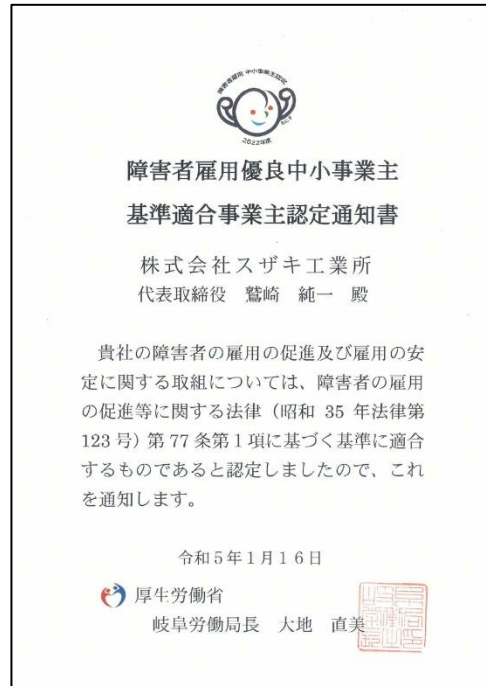 障害者雇用 中小事業主認定
もにす
2022年度
障害者雇用優良中小事業主
基準適合事業主認定通知書
株式会社スザキ工業所
代表取締役 鷲崎 純一 殿
貴社の障害者の雇用の促進及び雇用の安
定に関する取組については、障害者の雇用
の促進等に関する法律（昭和 35 年法律第
123 号）第 77 条第１項に基づく基準に適合
するものであると認定しましたので、これ
を通知します。
令和５年１月１６日
厚生労働省
岐阜労働局長 大地 直美